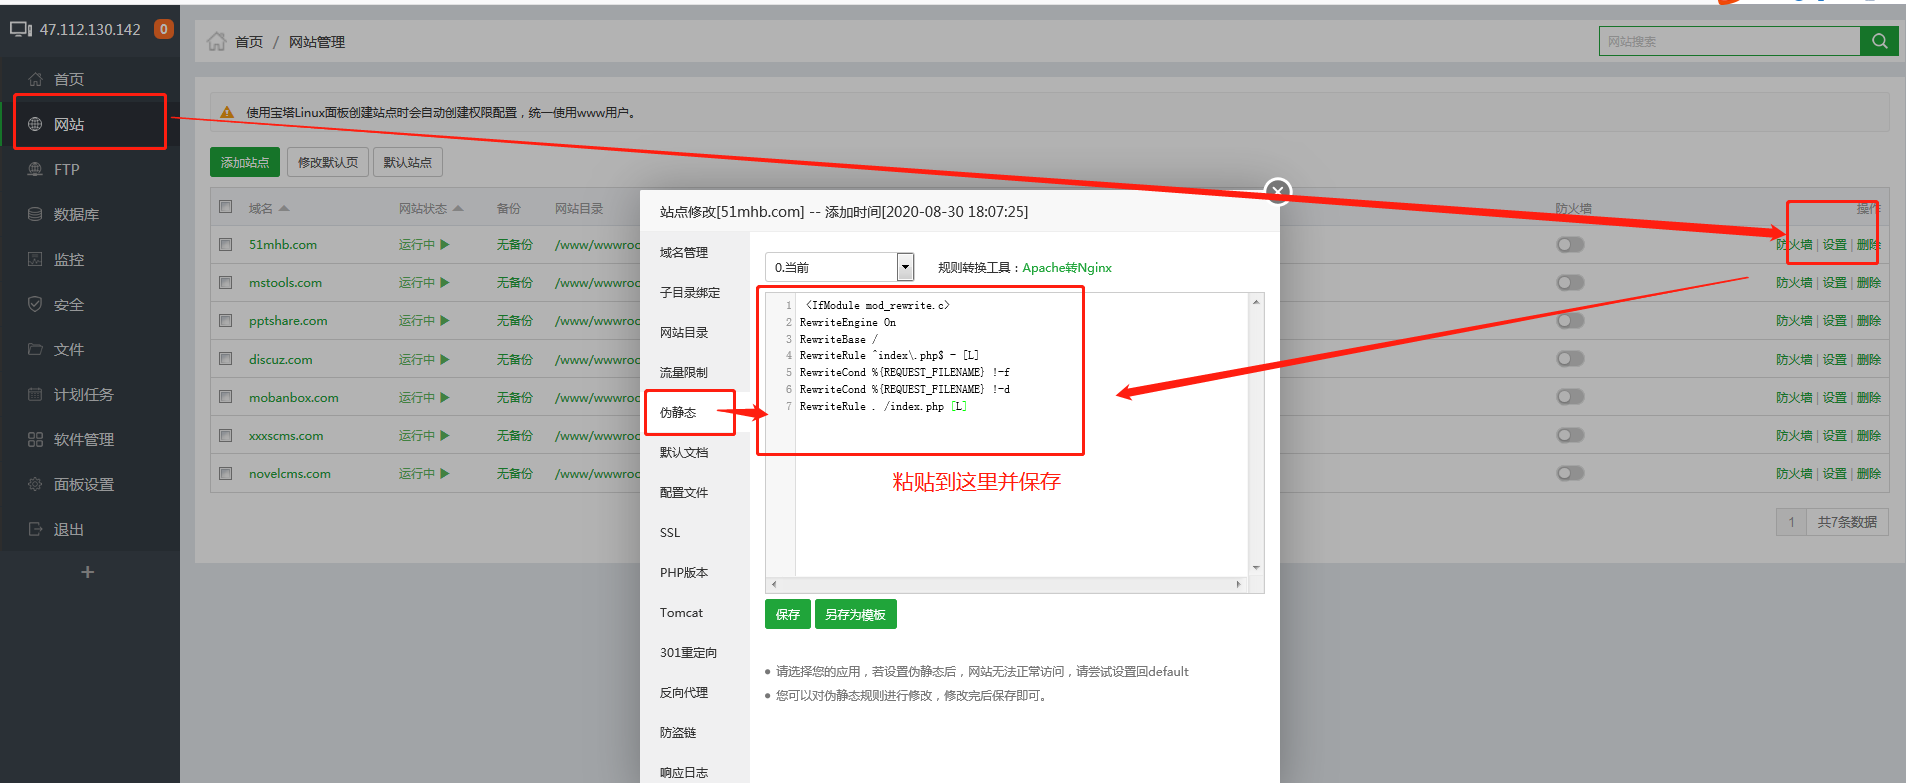 47.112.130.142 0
首页
网站
FTP
数据库
监控
安全
文件
计划任务
软件管理
面板设置
退出
+
首页 / 网站管理
网站搜索
使用宝塔Linux面板创建站点时会自动创建权限配置，统一使用www用户。
添加站点 修改默认页 默认站点
域名 网站状态 备份 网站目录 防火墙 操作
51mhb.com 运行中 无备份 /www/wwwroo 防火墙 | 设置 | 删除
mstools.com 运行中 无备份 /www/wwwroo 防火墙 | 设置 | 删除
pptshare.com 运行中 无备份 /www/wwwroo 防火墙 | 设置 | 删除
discuz.com 运行中 无备份 /www/wwwroo 防火墙 | 设置 | 删除
mobanbox.com 运行中 无备份 /www/wwwroo 防火墙 | 设置 | 删除
xxxscms.com 运行中 无备份 /www/wwwroo 防火墙 | 设置 | 删除
novelcms.com 运行中 无备份 /www/wwwroo 防火墙 | 设置 | 删除
1 共7条数据
站点修改[51mhb.com] -- 添加时间[2020-08-30 18:07:25]
域名管理
子目录绑定
网站目录
流量限制
伪静态
默认文档
配置文件
SSL
PHP版本
Tomcat
301重定向
反向代理
防盗链
响应日志
0.当前 规则转换工具：Apache转Nginx
1 <IfModule mod_rewrite.c>
2 RewriteEngine On
3 RewriteBase /
4 RewriteRule ^index\.php$ - [L]
5 RewriteCond %{REQUEST_FILENAME} !-f
6 RewriteCond %{REQUEST_FILENAME} !-d
7 RewriteRule . /index.php [L]
粘贴到这里并保存
保存 另存为模板
请选择您的应用，若设置伪静态后，网站无法正常访问，请尝试设置回default
您可以对伪静态规则进行修改，修改完后保存即可。